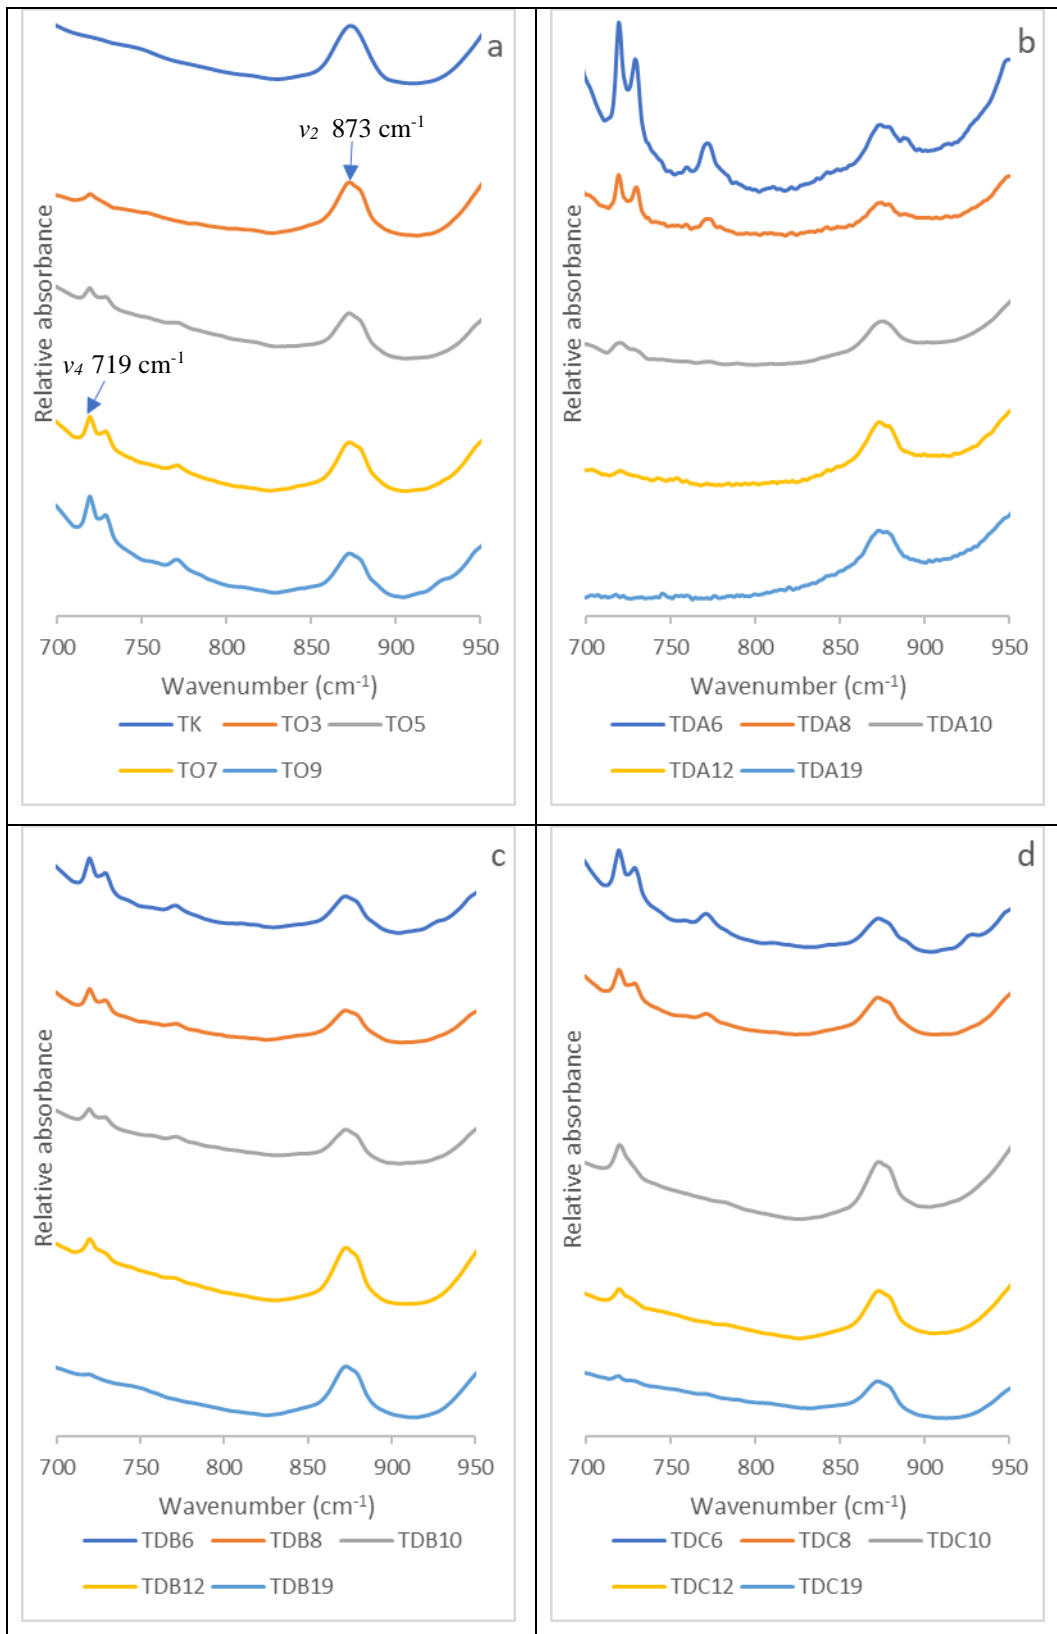 a
v2 873 cm-1
v4 719 cm-1
Relative absorbance
700 750 800 850 900 950
Wavenumber (cm-1)
TK TO3 TO5
TO7 TO9
b
Relative absorbance
700 750 800 850 900 950
Wavenumber (cm-1)
TDA6 TDA8 TDA10
TDA12 TDA19
c
Relative absorbance
700 750 800 850 900 950
Wavenumber (cm-1)
TDB6 TDB8 TDB10
TDB12 TDB19
d
Relative absorbance
700 750 800 850 900 950
Wavenumber (cm-1)
TDC6 TDC8 TDC10
TDC12 TDC19